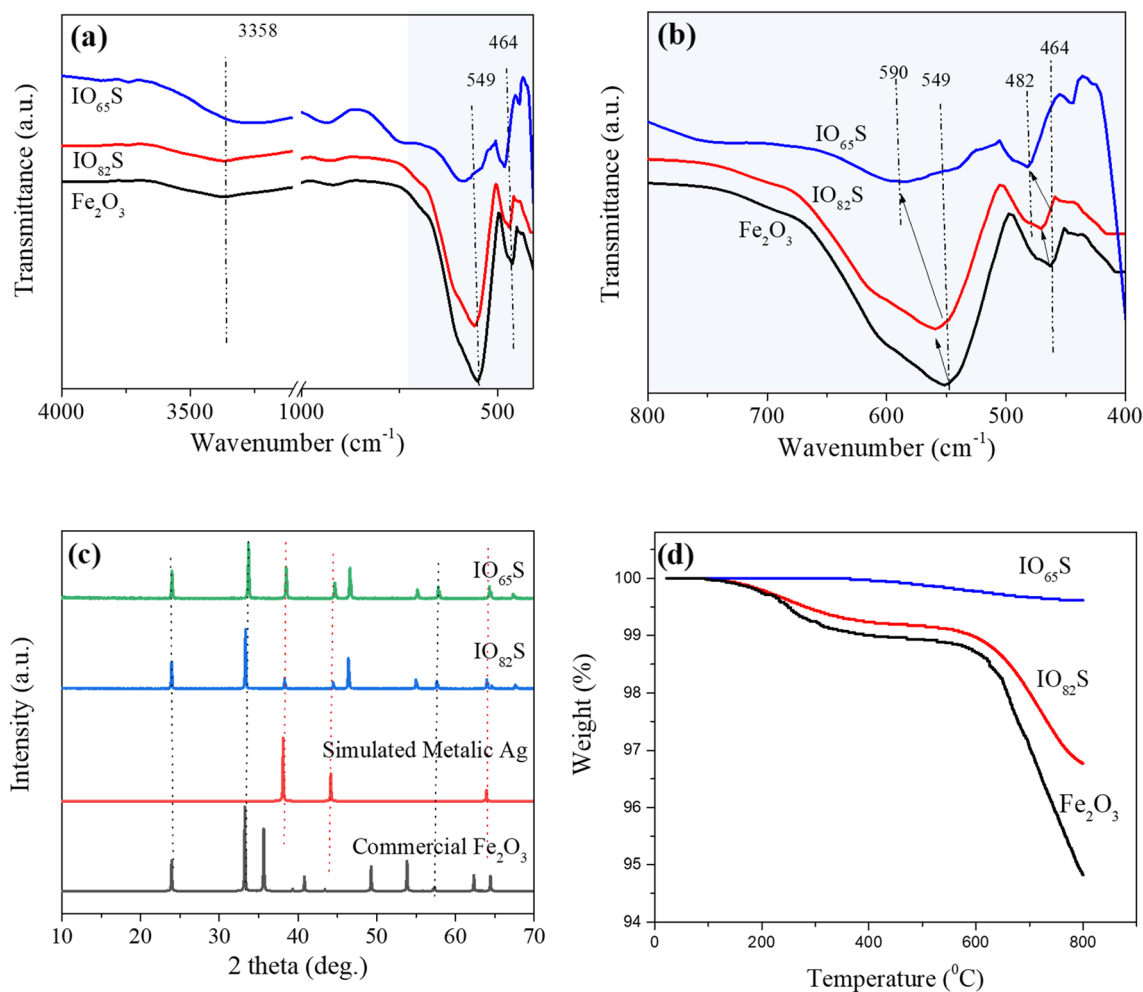 (a)
3358
464
549
IO65S
IO82S
Fe2O3
Transmittance (a.u.)
4000
3500
1000
500
Wavenumber (cm-1)
(b)
590
549
482
464
IO65S
IO82S
Fe2O3
Transmittance (a.u.)
800
700
600
500
400
Wavenumber (cm-1)
(c)
IO65S
IO82S
Simulated Metalic Ag
Commercial Fe2O3
Intensity (a.u.)
10
20
30
40
50
60
70
2 theta (deg.)
(d)
IO65S
IO82S
Fe2O3
Weight (%)
100
99
98
97
96
95
94
0
200
400
600
800
Temperature (0C)